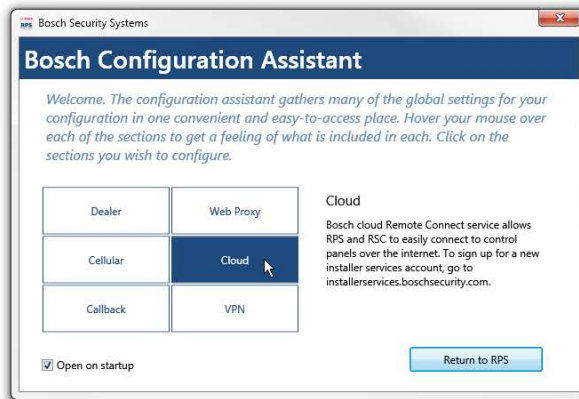 RPS Bosch Security Systems
Bosch Configuration Assistant
Welcome. The configuration assistant gathers many of the global settings for your
configuration in one convenient and easy-to-access place. Hover your mouse over
each of the sections to get a feeling of what is included in each. Click on the
sections you wish to configure.
Dealer
Web Proxy
Cellular
Cloud
Callback
VPN
Cloud
Bosch cloud Remote Connect service allows
RPS and RSC to easily connect to control
panels over the internet. To sign up for a new
installer services account, go to
installerservices.boschsecurity.com.
Open on startup
Return to RPS